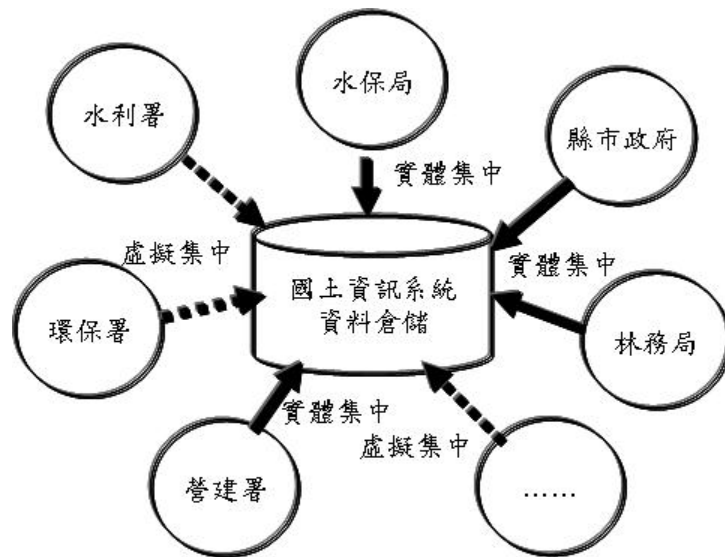 水保局
水利署
縣市政府
實體集中
虛擬集中
實體集中
國土資訊系統
資料倉儲
環保署
林務局
實體集中
虛擬集中
營建署
……